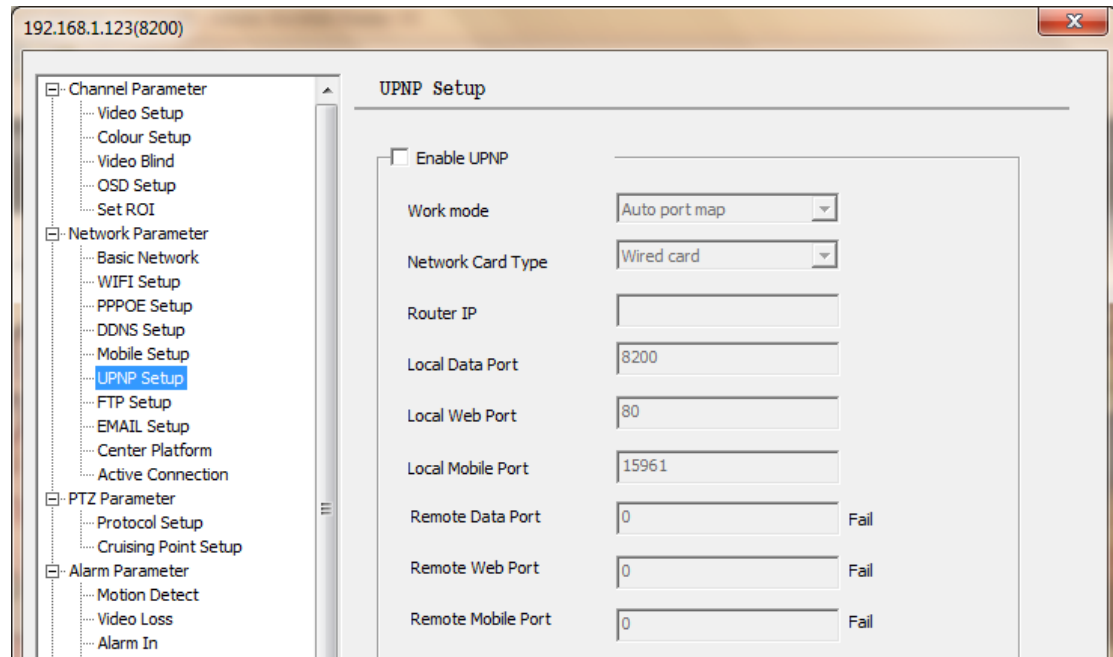 192.168.1.123(8200)
Channel Parameter
Video Setup
Colour Setup
Video Blind
OSD Setup
Set ROI
Network Parameter
Basic Network
WIFI Setup
PPPOE Setup
DDNS Setup
Mobile Setup
UPNP Setup
FTP Setup
EMAIL Setup
Center Platform
Active Connection
PTZ Parameter
Protocol Setup
Cruising Point Setup
Alarm Parameter
Motion Detect
Video Loss
Alarm In
UPNP Setup
Enable UPNP
Work mode Auto port map
Network Card Type Wired card
Router IP
Local Data Port 8200
Local Web Port 80
Local Mobile Port 15961
Remote Data Port 0 Fail
Remote Web Port 0 Fail
Remote Mobile Port 0 Fail